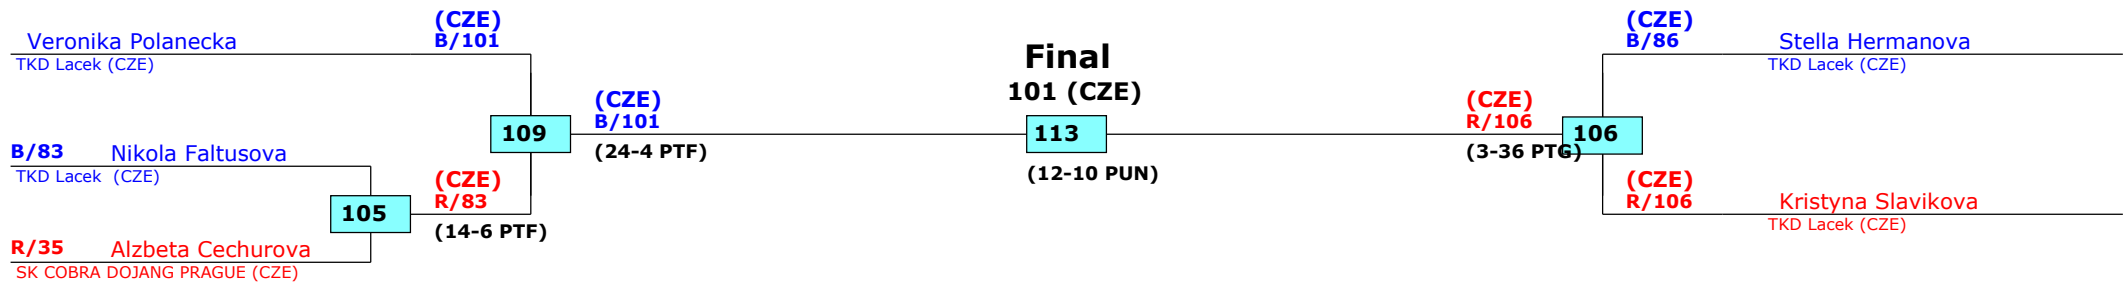 (CZE)
B/101
Veronika Polanecka
TKD Lacek (CZE)
B/83 Nikola Faltusova
TKD Lacek (CZE)
R/35 Alzbeta Cechurova
SK COBRA DOJANG PRAGUE (CZE)
105
(CZE)
R/83
(14-6 PTF)
109
(CZE)
B/101
(24-4 PTF)
Final
101 (CZE)
113
(12-10 PUN)
(CZE)
R/106
(3-36 PTG)
106
(CZE)
B/86 Stella Hermanova
TKD Lacek (CZE)
(CZE)
R/106 Kristyna Slavikova
TKD Lacek (CZE)